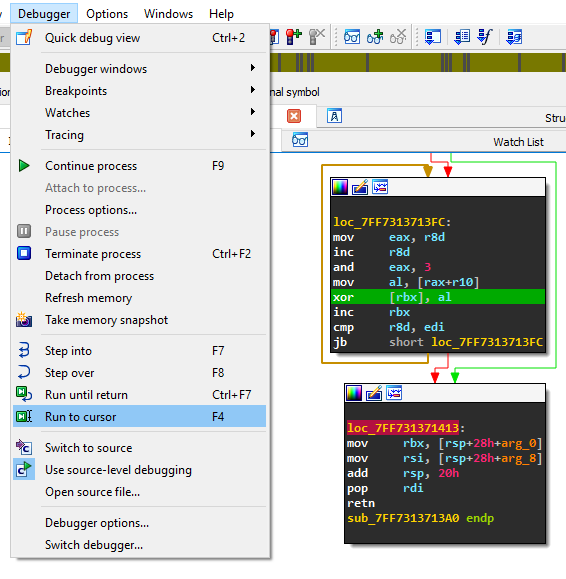 Debugger Options Windows Help
Quick debug view Ctrl+2
Debugger windows
Breakpoints
Watches
Tracing
Continue process F9
Attach to process...
Process options...
Pause process
Terminate process Ctrl+F2
Detach from process
Refresh memory
Take memory snapshot
Step into F7
Step over F8
Run until return Ctrl+F7
Run to cursor F4
Switch to source
Use source-level debugging
Open source file...
Debugger options...
Switch debugger...
nal symbol
Stru
Watch List
loc_7FF7313713FC:
mov eax, r8d
inc r8d
and eax, 3
mov al, [rax+r10]
xor [rbx], al
inc rbx
cmp r8d, edi
jb short loc_7FF7313713FC
loc_7FF731371413:
mov rbx, [rsp+28h+arg_0]
mov rsi, [rsp+28h+arg_8]
add rsp, 20h
pop rdi
retn
sub_7FF7313713A0 endp